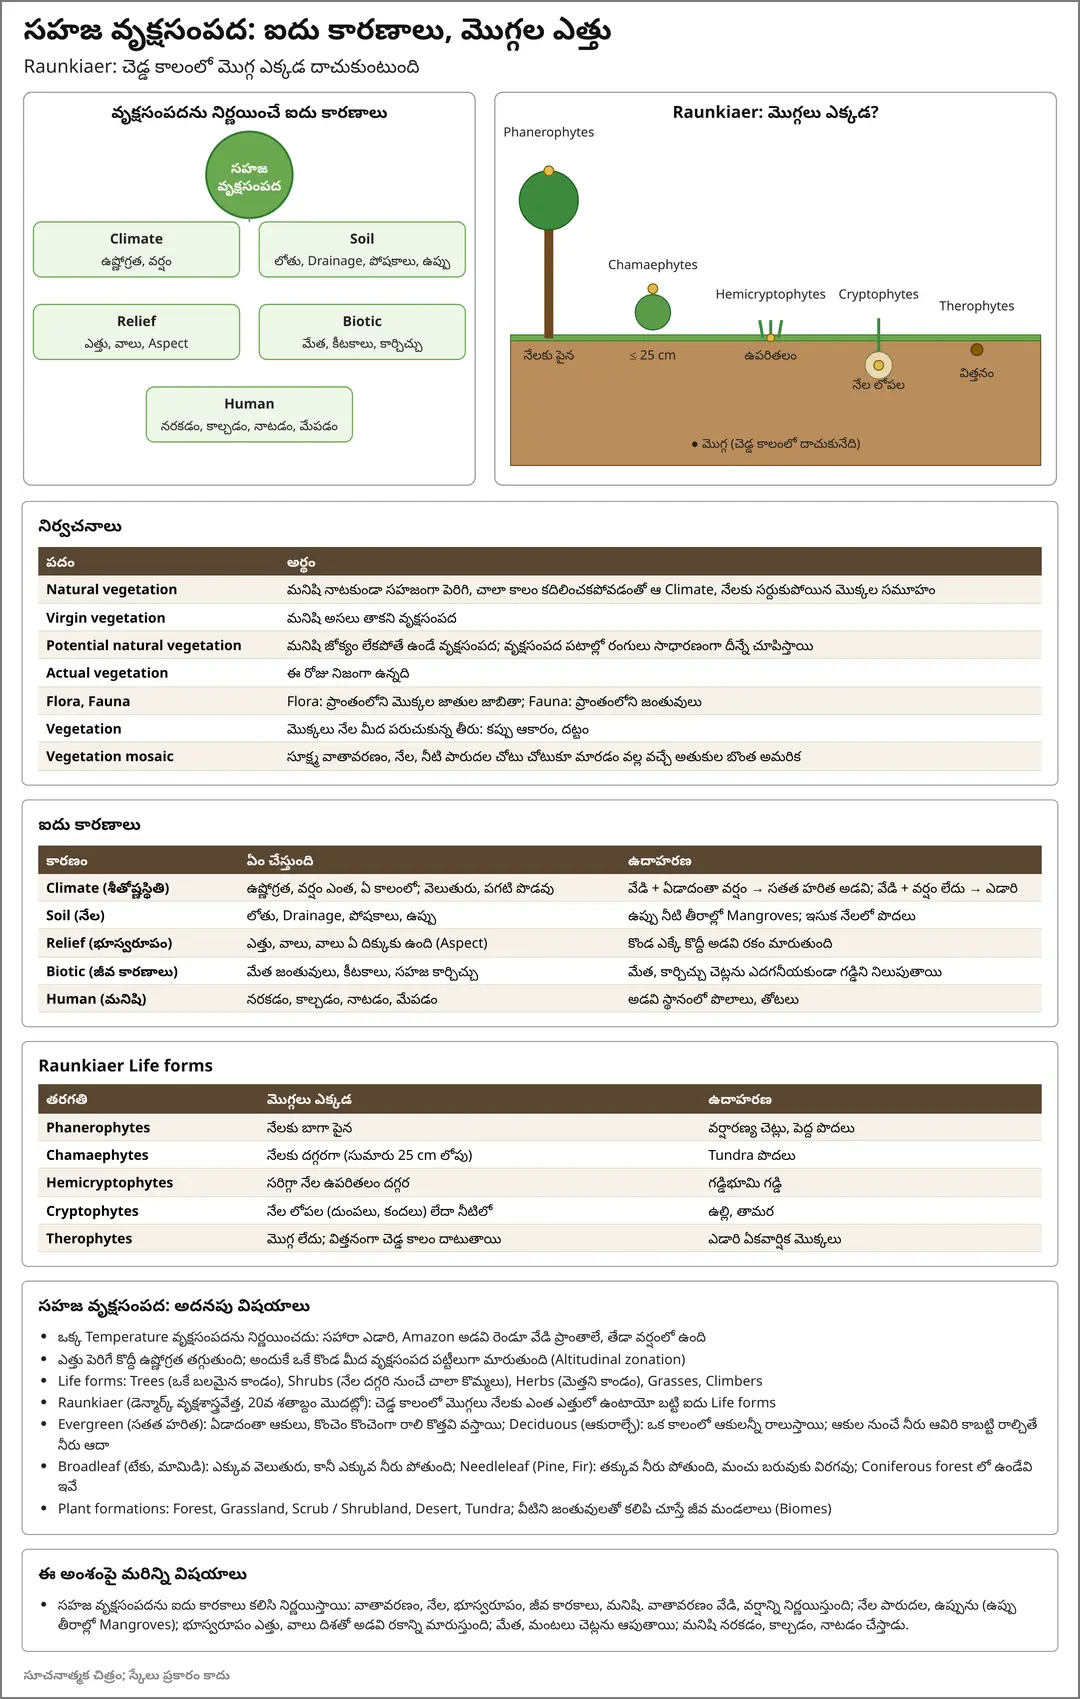 సహజ వృక్షసంపద: ఐదు కారణాలు, మొగ్గల ఎత్తు
Raunkiaer: చెడ్డ కాలంలో మొగ్గ ఎక్కడ దాచుకుంటుంది
వృక్షసంపదను నిర్ణయించే ఐదు కారణాలు
సహజ
వృక్షసంపద
Climate
ఉష్ణోగ్రత, వర్షం
Soil
లోతు, Drainage, పోషకాలు, ఉప్పు
Relief
ఎత్తు, వాలు, Aspect
Biotic
మేత, కీటకాలు, కార్చిచ్చు
Human
నరకడం, కాల్చడం, నాటడం, మేపడం
Raunkiaer: మొగ్గలు ఎక్కడ?
Phanerophytes
Chamaephytes
Hemicryptophytes
Cryptophytes
Therophytes
నేలకు పైన
≤ 25 cm
ఉపరితలం
నేల లోపల
విత్తనం
● మొగ్గ (చెడ్డ కాలంలో దాచుకునేది)
నిర్వచనాలు
పదం అర్థం
Natural vegetation మనిషి నాటకుండా సహజంగా పెరిగి, చాలా కాలం కదిలించకపోవడంతో ఆ Climate, నేలకు సర్దుకుపోయిన మొక్కల సమూహం
Virgin vegetation మనిషి అసలు తాకని వృక్షసంపద
Potential natural vegetation మనిషి జోక్యం లేకపోతే ఉండే వృక్షసంపద; వృక్షసంపద పటాల్లో రంగులు సాధారణంగా దీన్నే చూపిస్తాయి
Actual vegetation ఈ రోజు నిజంగా ఉన్నది
Flora, Fauna Flora: ప్రాంతంలోని మొక్కల జాతుల జాబితా; Fauna: ప్రాంతంలోని జంతువులు
Vegetation మొక్కలు నేల మీద పరుచుకున్న తీరు: కప్పు ఆకారం, దట్టం
Vegetation mosaic సూక్ష్మ వాతావరణం, నేల, నీటి పారుదల చోటు చోటుకూ మారడం వల్ల వచ్చే అతుకుల బొంత అమరిక
ఐదు కారణాలు
కారణం ఏం చేస్తుంది ఉదాహరణ
Climate (శీతోష్ణస్థితి) ఉష్ణోగ్రత, వర్షం ఎంత, ఏ కాలంలో; వెలుతురు, పగటి పొడవు వేడి + ఏడాదంతా వర్షం → సతత హరిత అడవి; వేడి + వర్షం లేదు → ఎడారి
Soil (నేల) లోతు, Drainage, పోషకాలు, ఉప్పు ఉప్పు నీటి తీరాల్లో Mangroves; ఇసుక నేలలో పొదలు
Relief (భూస్వరూపం) ఎత్తు, వాలు, వాలు ఏ దిక్కుకు ఉంది (Aspect) కొండ ఎక్కే కొద్దీ అడవి రకం మారుతుంది
Biotic (జీవ కారణాలు) మేత జంతువులు, కీటకాలు, సహజ కార్చిచ్చు మేత, కార్చిచ్చు చెట్లను ఎదగనీయకుండా గడ్డిని నిలుపుతాయి
Human (మనిషి) నరకడం, కాల్చడం, నాటడం, మేపడం అడవి స్థానంలో పొలాలు, తోటలు
Raunkiaer Life forms
తరగతి మొగ్గలు ఎక్కడ ఉదాహరణ
Phanerophytes నేలకు బాగా పైన వర్షారణ్య చెట్లు, పెద్ద పొదలు
Chamaephytes నేలకు దగ్గరగా (సుమారు 25 cm లోపు) Tundra పొదలు
Hemicryptophytes సరిగ్గా నేల ఉపరితలం దగ్గర గడ్డిభూమి గడ్డి
Cryptophytes నేల లోపల (దుంపలు, కందలు) లేదా నీటిలో ఉల్లి, తామర
Therophytes మొగ్గ లేదు; విత్తనంగా చెడ్డ కాలం దాటుతాయి ఎడారి ఏకవార్షిక మొక్కలు
సహజ వృక్షసంపద: అదనపు విషయాలు
• ఒక్క Temperature వృక్షసంపదను నిర్ణయించదు: సహారా ఎడారి, Amazon అడవి రెండూ వేడి ప్రాంతాలే, తేడా వర్షంలో ఉంది
• ఎత్తు పెరిగే కొద్దీ ఉష్ణోగ్రత తగ్గుతుంది; అందుకే ఒకే కొండ మీద వృక్షసంపద పట్టీలుగా మారుతుంది (Altitudinal zonation)
• Life forms: Trees (ఒకే బలమైన కాండం), Shrubs (నేల దగ్గరి నుంచే చాలా కొమ్మలు), Herbs (మెత్తని కాండం), Grasses, Climbers
• Raunkiaer (డెన్మార్క్ వృక్షశాస్త్రవేత్త, 20వ శతాబ్దం మొదట్లో): చెడ్డ కాలంలో మొగ్గలు నేలకు ఎంత ఎత్తులో ఉంటాయో బట్టి ఐదు Life forms
• Evergreen (సతత హరిత): ఏడాదంతా ఆకులు, కొంచెం కొంచెంగా రాలి కొత్తవి వస్తాయి; Deciduous (ఆకురాల్చే): ఒక కాలంలో ఆకులన్నీ రాలుస్తాయి; ఆకుల నుంచే నీరు ఆవిరి కాబట్టి రాల్చితే
నీరు ఆదా
• Broadleaf (టేకు, మామిడి): ఎక్కువ వెలుతురు, కానీ ఎక్కువ నీరు పోతుంది; Needleleaf (Pine, Fir): తక్కువ నీరు పోతుంది, మంచు బరువుకు విరగవు; Coniferous forest లో ఉండేవి
ఇవే
• Plant formations: Forest, Grassland, Scrub / Shrubland, Desert, Tundra; వీటిని జంతువులతో కలిపి చూస్తే జీవ మండలాలు (Biomes)
ఈ అంశంపై మరిన్ని విషయాలు
• సహజ వృక్షసంపదను ఐదు కారకాలు కలిసి నిర్ణయిస్తాయి: వాతావరణం, నేల, భూస్వరూపం, జీవ కారకాలు, మనిషి. వాతావరణం వేడి, వర్షాన్ని నిర్ణయిస్తుంది; నేల పారుదల, ఉప్పును (ఉప్పు
తీరాల్లో Mangroves); భూస్వరూపం ఎత్తు, వాలు దిశతో అడవి రకాన్ని మారుస్తుంది; మేత, మంటలు చెట్లను ఆపుతాయి; మనిషి నరకడం, కాల్చడం, నాటడం చేస్తాడు.
సూచనాత్మక చిత్రం; స్కేలు ప్రకారం కాదు